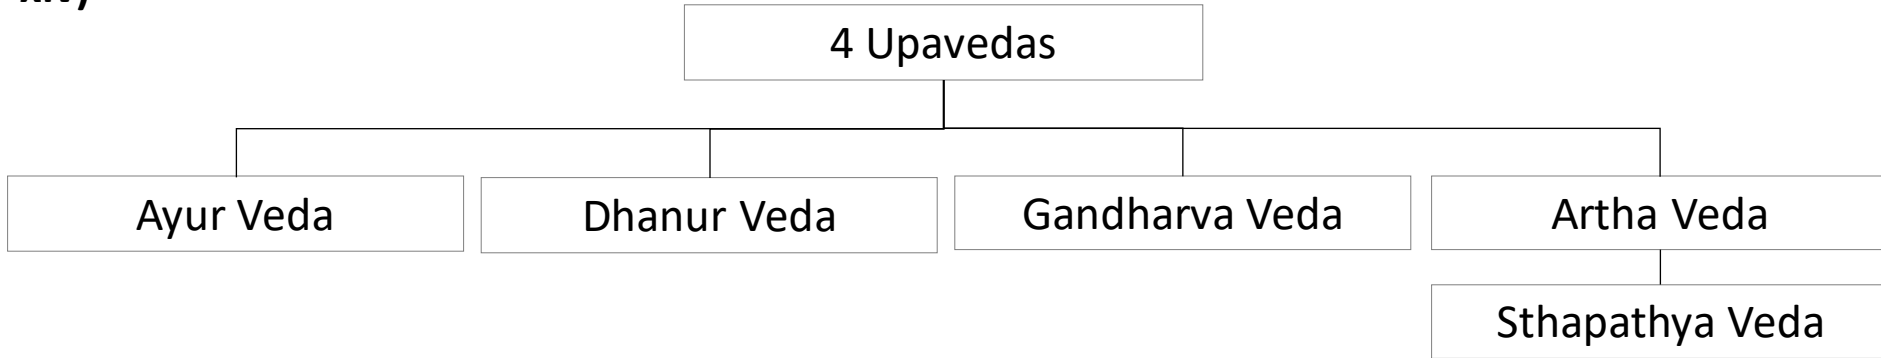 4 Upavedas
Ayur Veda
Dhanur Veda
Gandharva Veda
Artha Veda
Sthapathya Veda